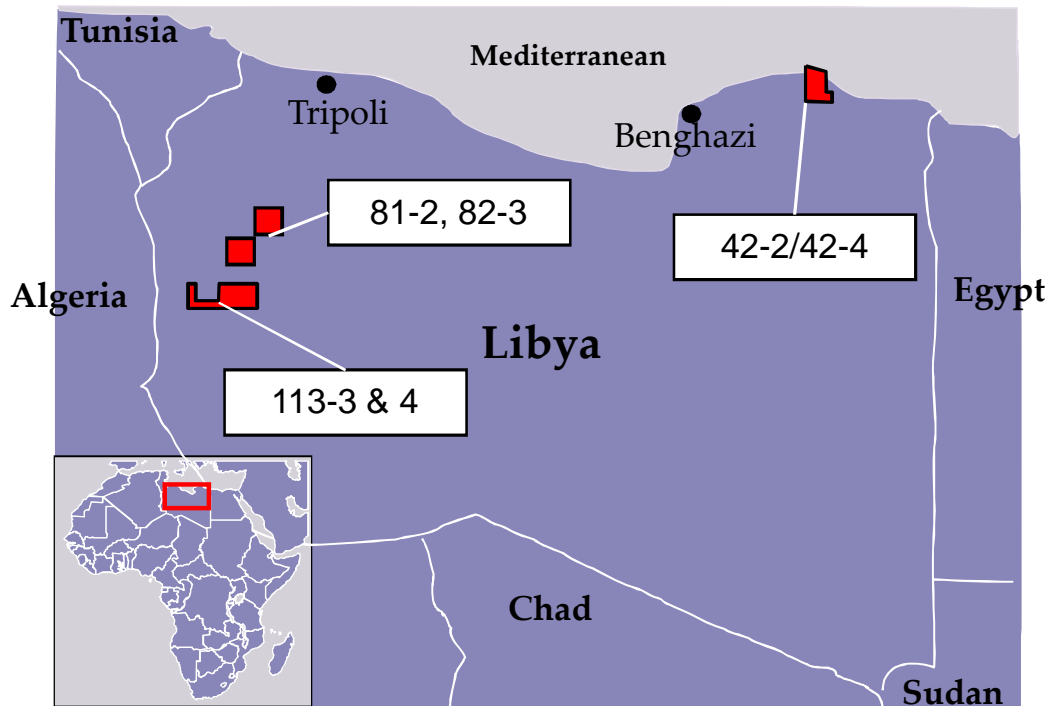 Tunisia
Mediterranean
Tripoli
Benghazi
81-2, 82-3
42-2/42-4
Algeria
Egypt
Libya
113-3 & 4
Chad
Sudan